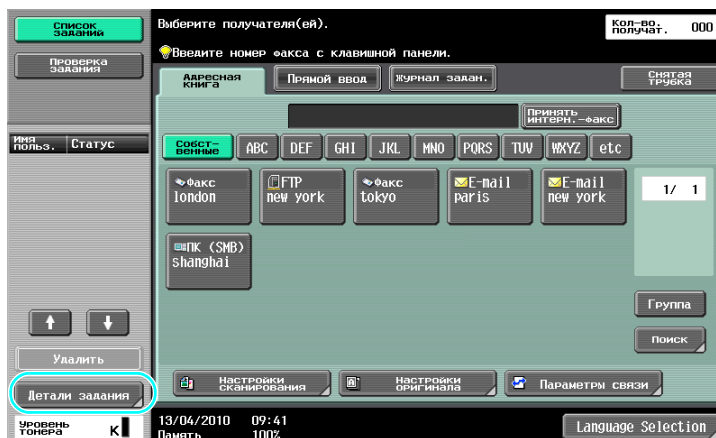 Список
заданий
Проверка
задания
Имя
польз.
Статус
Удалить
Детали задания
Уровень
тонера
K
Выберите получателя(ей).
Кол-во.
получат.
000
Введите номер факса с клавишной панели.
Адресная
книга
Прямой ввод
Журнал задан.
Снятая
трубка
Принять
интерн.-факс
Собст-
венные
ABC
DEF
GHI
JKL
MNO
PQRS
TUV
WXYZ
etc
Факс
london
FTP
new york
Факс
tokyo
E-mail
paris
E-mail
new york
1/ 1
ПК (SMB)
shanghai
Группа
Поиск
Настройки
сканирования
Настройки
оригинала
Параметры связи
13/04/2010 09:41
Память 100%
Language Selection